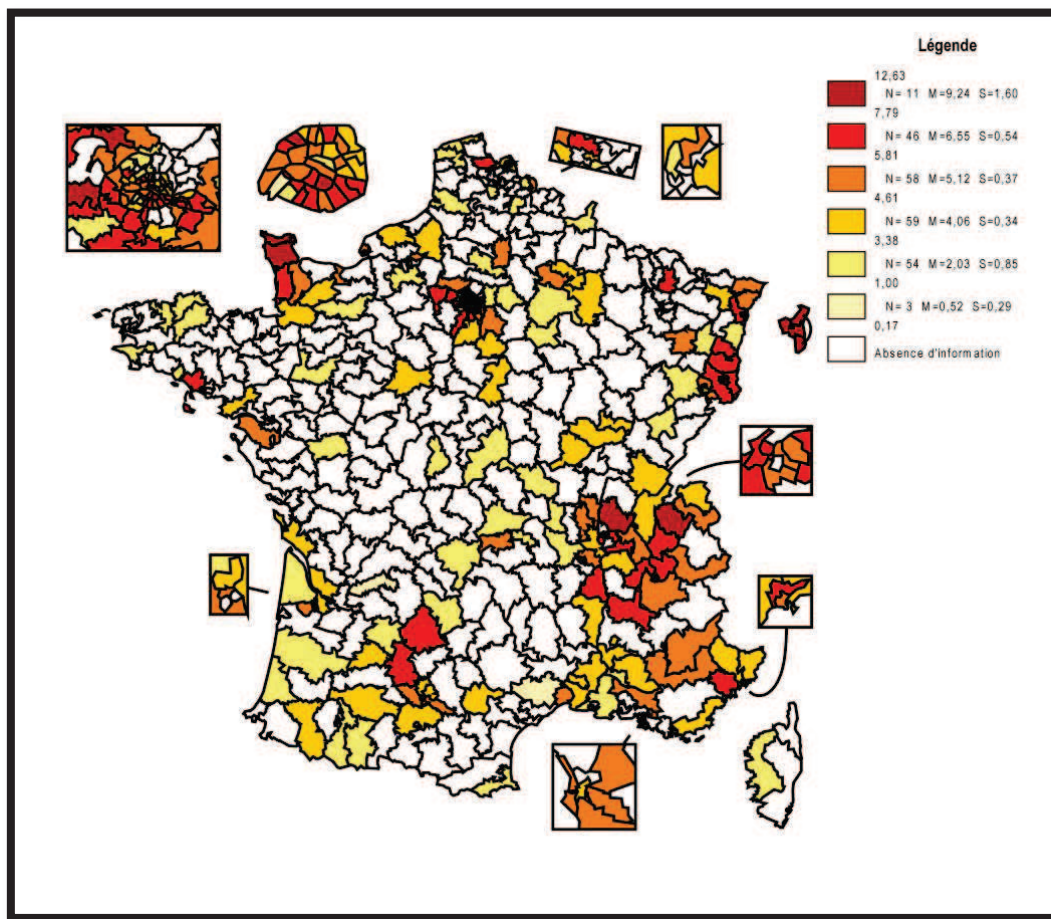 Légende
12,63
N= 11 M=9,24 S=1,60
7,79
N= 46 M=6,55 S=0,54
5,81
N= 58 M=5,12 S=0,37
4,61
N= 59 M=4,06 S=0,34
3,38
N= 54 M=2,03 S=0,85
1,00
N= 3 M=0,52 S=0,29
0,17
Absence d'information